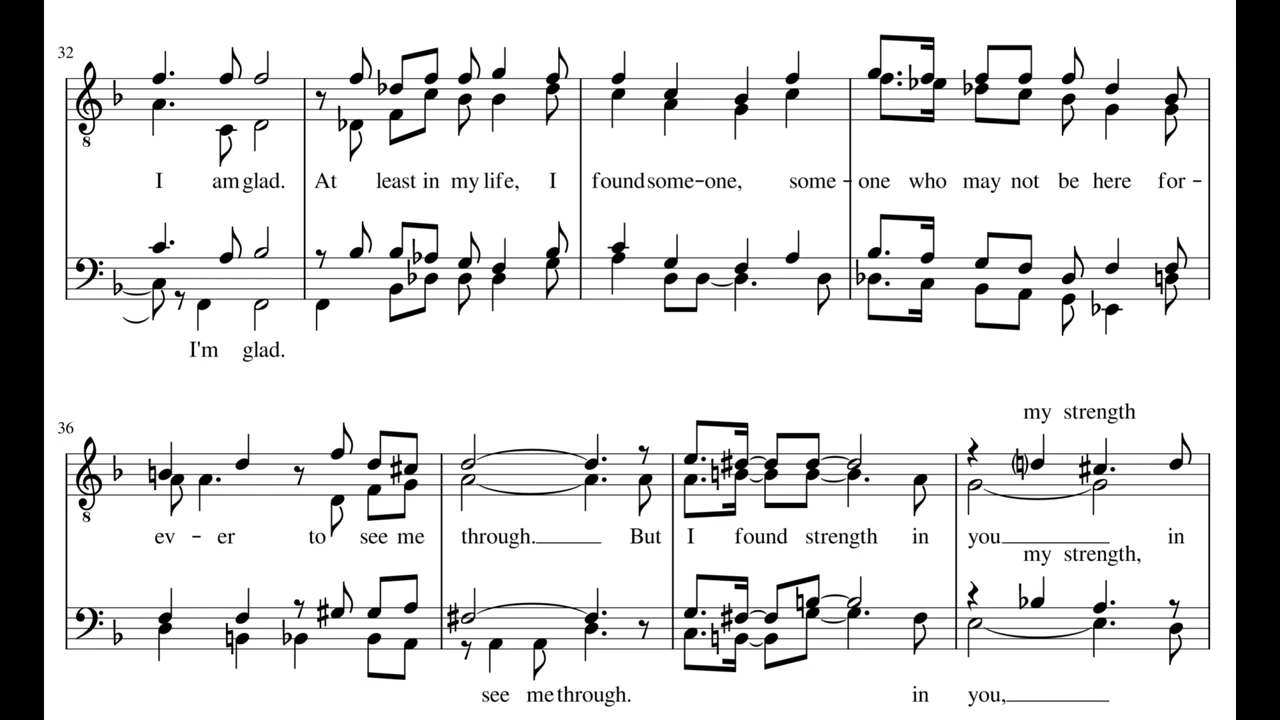 32
8
I am glad. At least in my life, I found some-one, some-one who may not be here for-
I'm glad.
my strength
36
8
ev-er to see me through. But I found strength in you in
my strength,
see me through. in you,